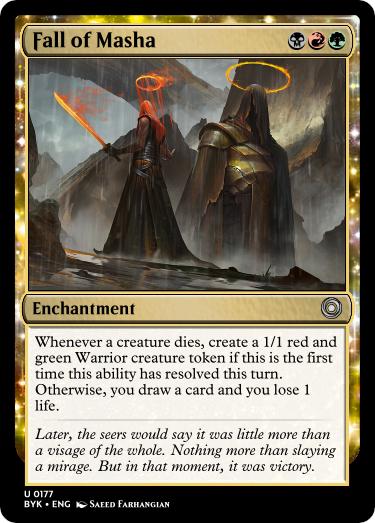 Fall of Masha
Enchantment
Whenever a creature dies, create a 1/1 red and
green Warrior creature token if this is the first
time this ability has resolved this turn.
Otherwise, you draw a card and you lose 1
life.
Later, the seers would say it was little more than
a visage of the whole. Nothing more than slaying
a mirage. But in that moment, it was victory.
U 0177
BYK • ENG Saeed Farhangian